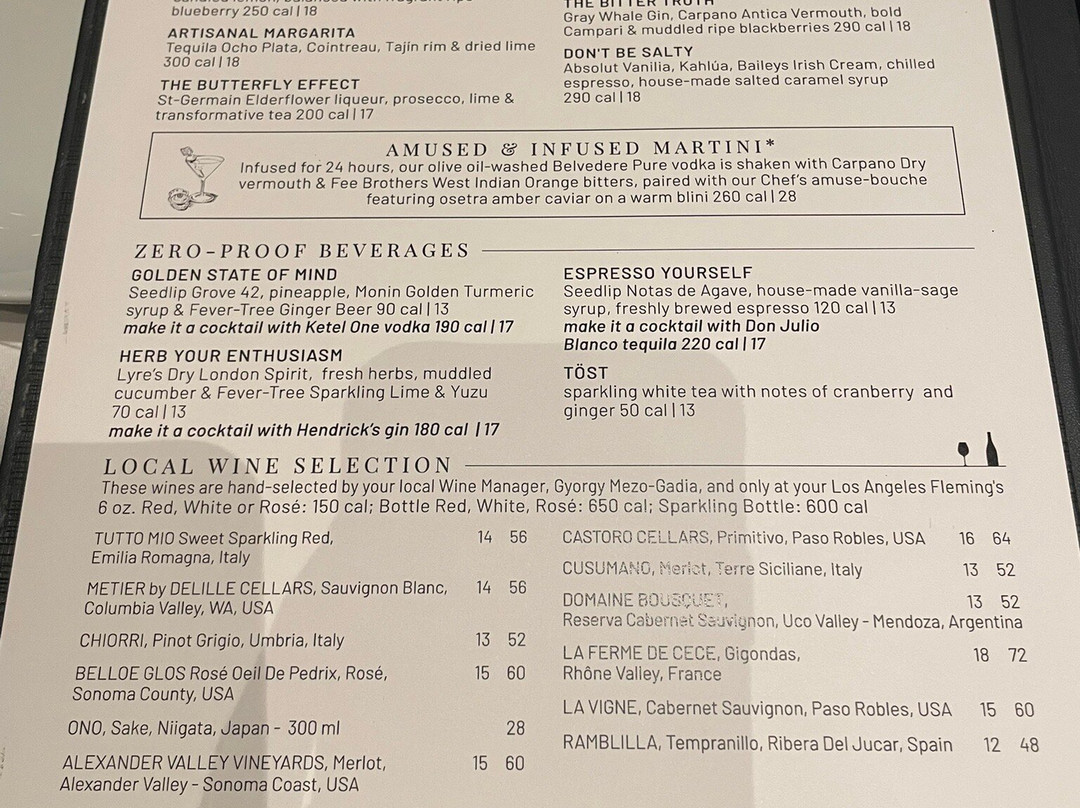 blueberry 250 cal | 18
ARTISANAL MARGARITA
Tequila Ocho Plata, Cointreau, Tajín rim & dried lime
300 cal | 18
THE BUTTERFLY EFFECT
St-Germain Elderflower liqueur, prosecco, lime &
transformative tea 200 cal | 17
THE BITTER TRUTH
Gray Whale Gin, Carpano Antica Vermouth, bold
Campari & muddled ripe blackberries 290 cal | 18
DON'T BE SALTY
Absolut Vanilia, Kahlúa, Baileys Irish Cream, chilled
espresso, house-made salted caramel syrup
290 cal | 18
AMUSED & INFUSED MARTINI*
Infused for 24 hours, our olive oil-washed Belvedere Pure vodka is shaken with Carpano Dry
vermouth & Fee Brothers West Indian Orange bitters, paired with our Chef's amuse-bouche
featuring osetra amber caviar on a warm blini 260 cal | 28
ZERO-PROOF BEVERAGES
GOLDEN STATE OF MIND
Seedlip Grove 42, pineapple, Monin Golden Turmeric
syrup & Fever-Tree Ginger Beer 90 cal | 13
make it a cocktail with Ketel One vodka 190 cal | 17
HERB YOUR ENTHUSIASM
Lyre's Dry London Spirit, fresh herbs, muddled
cucumber & Fever-Tree Sparkling Lime & Yuzu
70 cal | 13
make it a cocktail with Hendrick's gin 180 cal | 17
ESPRESSO YOURSELF
Seedlip Notas de Agave, house-made vanilla-sage
syrup, freshly brewed espresso 120 cal | 13
make it a cocktail with Don Julio
Blanco tequila 220 cal | 17
TÖST
sparkling white tea with notes of cranberry and
ginger 50 cal | 13
LOCAL WINE SELECTION
These wines are hand-selected by your local Wine Manager, Gyorgy Mezo-Gadia, and only at your Los Angeles Fleming's
6 oz. Red, White or Rosé: 150 cal; Bottle Red, White, Rosé: 650 cal; Sparkling Bottle: 600 cal
TUTTO MIO Sweet Sparkling Red, 14 56
Emilia Romagna, Italy
METIER by DELILLE CELLARS, Sauvignon Blanc, 14 56
Columbia Valley, WA, USA
CHIORRI, Pinot Grigio, Umbria, Italy 13 52
BELLOE GLOS Rosé Oeil De Pedrix, Rosé, 15 60
Sonoma County, USA
ONO, Sake, Niigata, Japan - 300 ml 28
ALEXANDER VALLEY VINEYARDS, Merlot, 15 60
Alexander Valley - Sonoma Coast, USA
CASTORO CELLARS, Primitivo, Paso Robles, USA 16 64
CUSUMANO, Merlot, Terre Siciliane, Italy 13 52
DOMAINE BOUSQUET, 13 52
Reserva Cabernet Sauvignon, Uco Valley - Mendoza, Argentina
LA FERME DE CECE, Gigondas, 18 72
Rhône Valley, France
LA VIGNE, Cabernet Sauvignon, Paso Robles, USA 15 60
RAMBLILLA, Tempranillo, Ribera Del Jucar, Spain 12 48